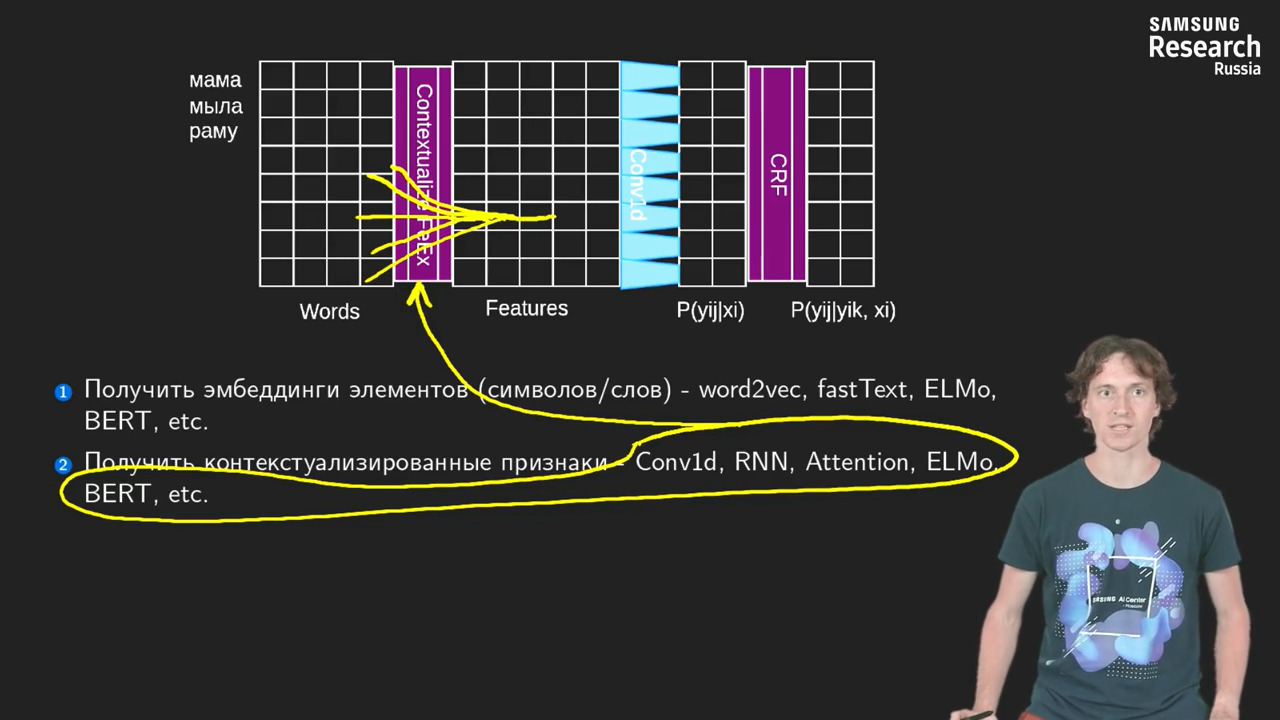 SAMSUNG
Research
Russia
мама
мыла
раму
Contextualize FeEx
Conv1d
CRF
Words
Features
P(yij|xi)
P(yij|yik, xi)
1 Получить эмбеддинги элементов (символов/слов) - word2vec, fastText, ELMo,
BERT, etc.
2 Получить контекстуализированные признаки - Conv1d, RNN, Attention, ELMo,
BERT, etc.
AI Center